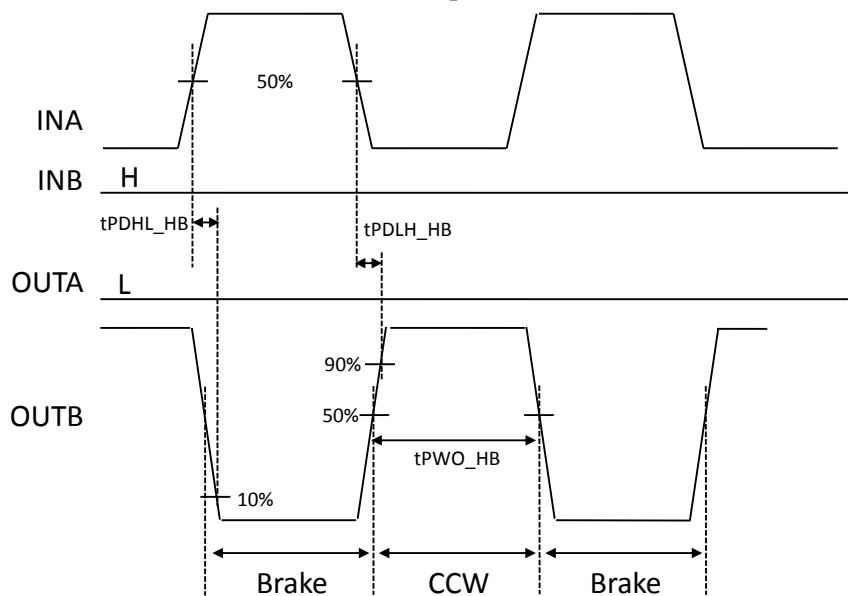 50%
INA
INB H
tPDHL_HB
tPDLH_HB
OUTA L
90%
OUTB 50%
tPWO_HB
10%
Brake CCW Brake